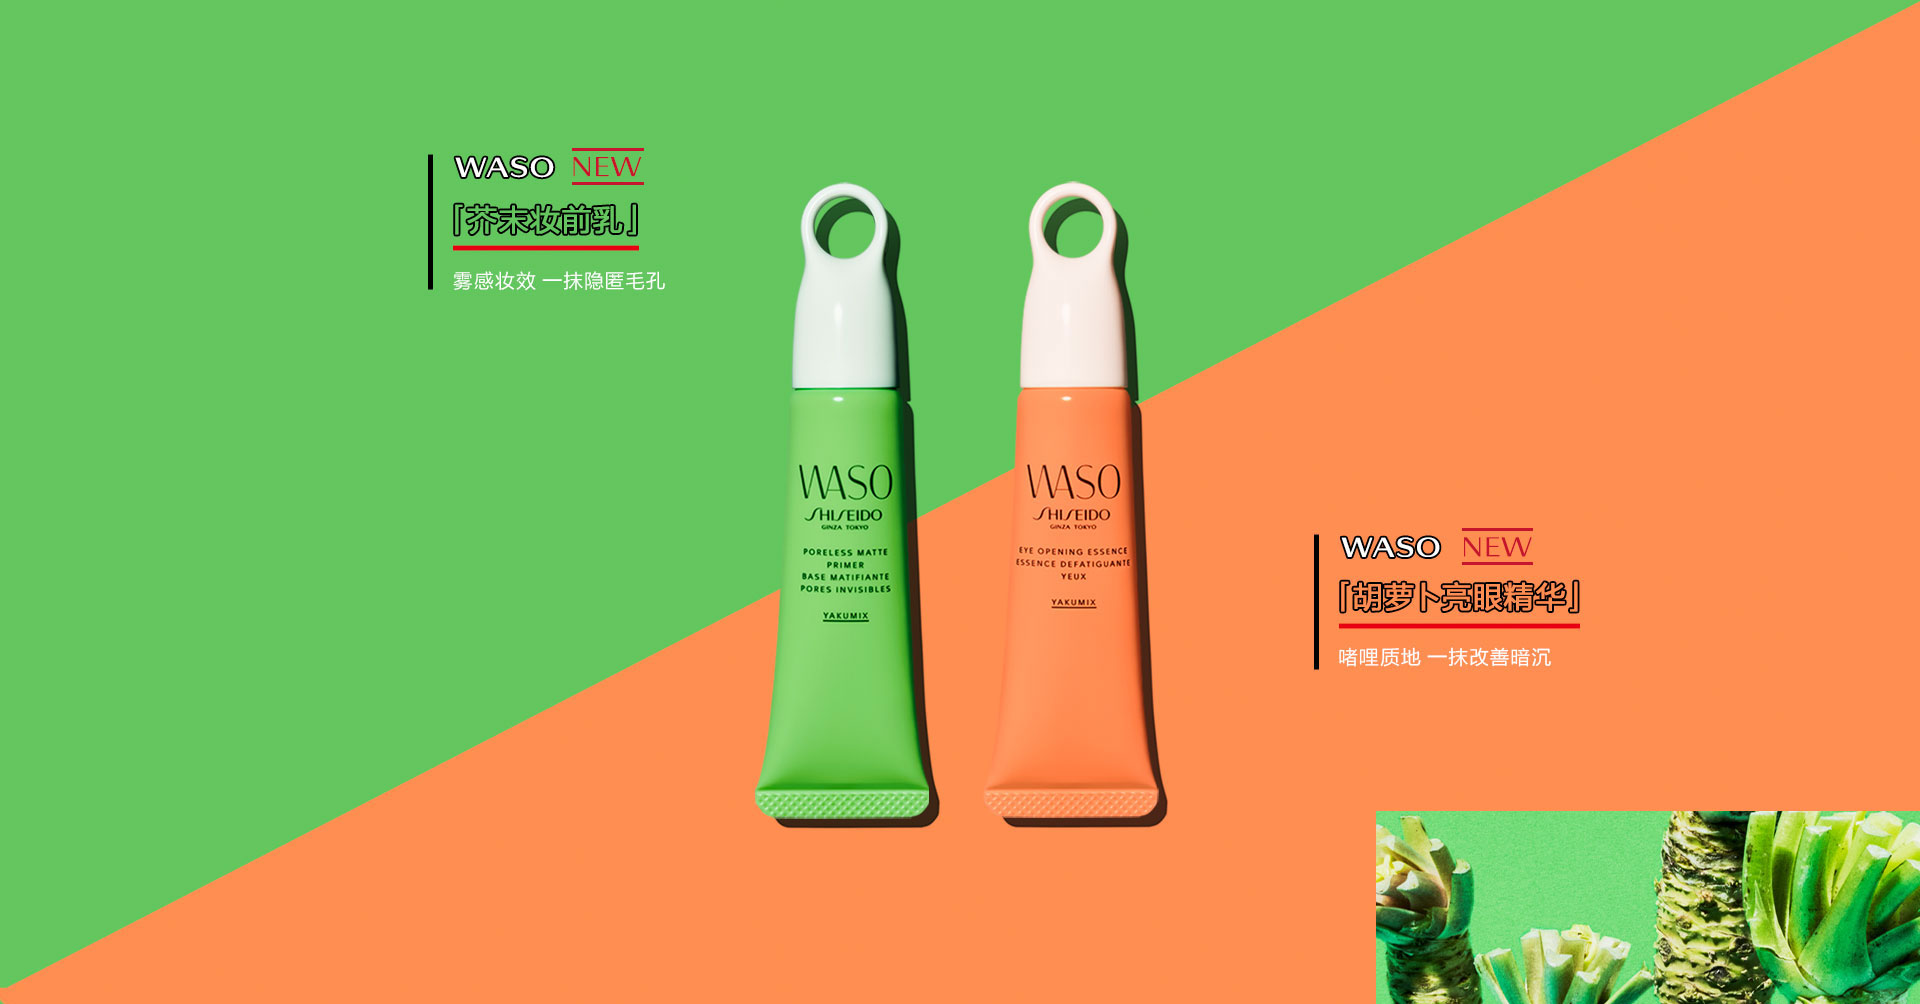 WASO NEW
「芥末妆前乳」
雾感妆效 一抹隐匿毛孔
WASO
SHISEIDO
GINZA TOKYO
PORELESS MATTE
PRIMER
BASE MATIFIANTE
PORES INVISIBLES
YAKUMIX
WASO
SHISEIDO
GINZA TOKYO
EYE OPENING ESSENCE
ESSENCE DEFATIGUANTE
YEUX
YAKUMIX
WASO NEW
「胡萝卜亮眼精华」
啫哩质地 一抹改善暗沉